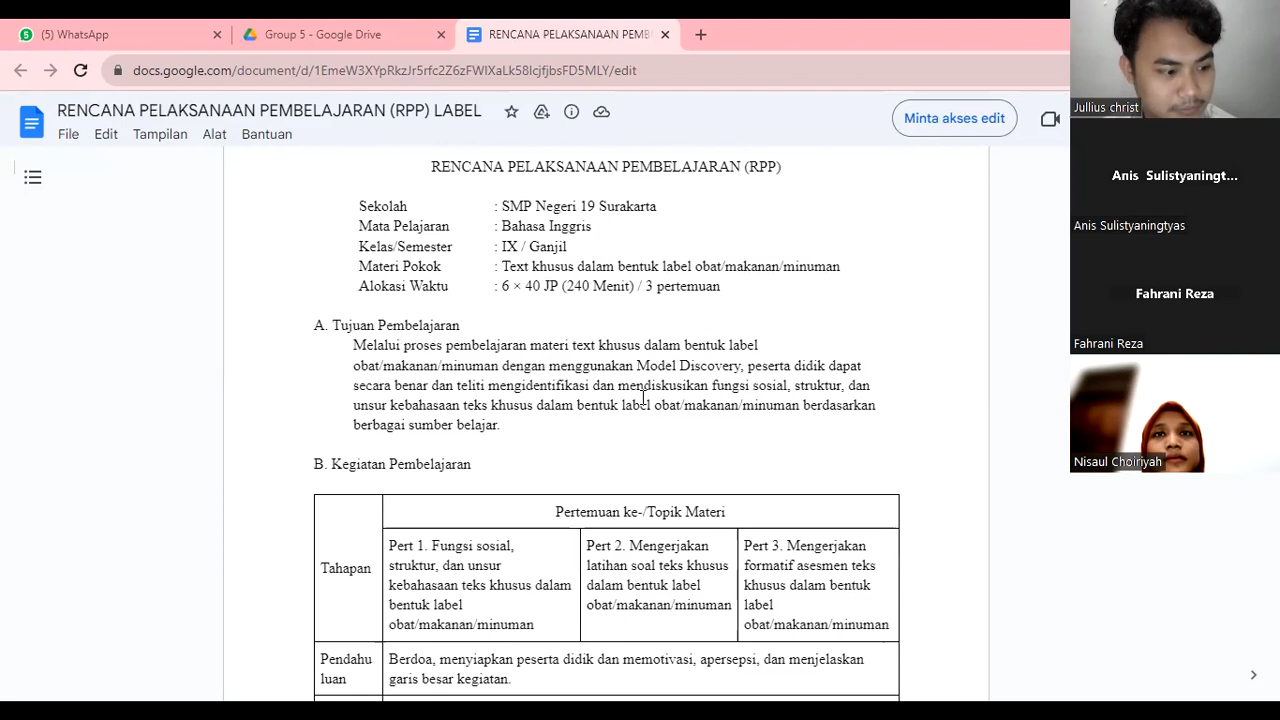 (5) WhatsApp
Group 5 - Google Drive
RENCANA PELAKSANAAN PEMB
docs.google.com/document/d/1EmeW3XYpRkzJr5rfc2Z6zFWIXaLk58IcjfjbsFD5MLY/edit
RENCANA PELAKSANAAN PEMBELAJARAN (RPP) LABEL
File Edit Tampilan Alat Bantuan
Minta akses edit
RENCANA PELAKSANAAN PEMBELAJARAN (RPP)
Sekolah : SMP Negeri 19 Surakarta
Mata Pelajaran : Bahasa Inggris
Kelas/Semester : IX / Ganjil
Materi Pokok : Text khusus dalam bentuk label obat/makanan/minuman
Alokasi Waktu : 6 × 40 JP (240 Menit) / 3 pertemuan
A. Tujuan Pembelajaran
Melalui proses pembelajaran materi text khusus dalam bentuk label
obat/makanan/minuman dengan menggunakan Model Discovery, peserta didik dapat
secara benar dan teliti mengidentifikasi dan mendiskusikan fungsi sosial, struktur, dan
unsur kebahasaan teks khusus dalam bentuk label obat/makanan/minuman berdasarkan
berbagai sumber belajar.
B. Kegiatan Pembelajaran
Tahapan
Pertemuan ke-/Topik Materi
Pert 1. Fungsi sosial,
struktur, dan unsur
kebahasaan teks khusus dalam
bentuk label
obat/makanan/minuman
Pert 2. Mengerjakan
latihan soal teks khusus
dalam bentuk label
obat/makanan/minuman
Pert 3. Mengerjakan
formatif asesmen teks
khusus dalam bentuk
label
obat/makanan/minuman
Pendahu
luan
Berdoa, menyiapkan peserta didik dan memotivasi, apersepsi, dan menjelaskan
garis besar kegiatan.
Jullius christ
Anis Sulistyaningt...
Anis Sulistyaningtyas
Fahrani Reza
Fahrani Reza
Nisaul Choiriyah